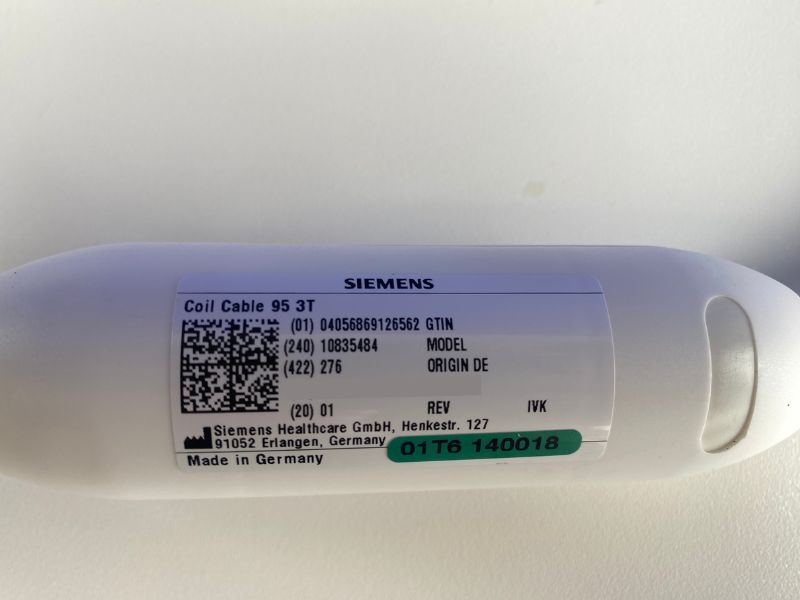 SIEMENS
Coil Cable 95 3T
(01) 04056869126562 GTIN
(240) 10835484 MODEL
(422) 276 ORIGIN DE
(20) 01 REV IVK
Siemens Healthcare GmbH, Henkestr. 127
91052 Erlangen, Germany
Made in Germany
01T6 140018